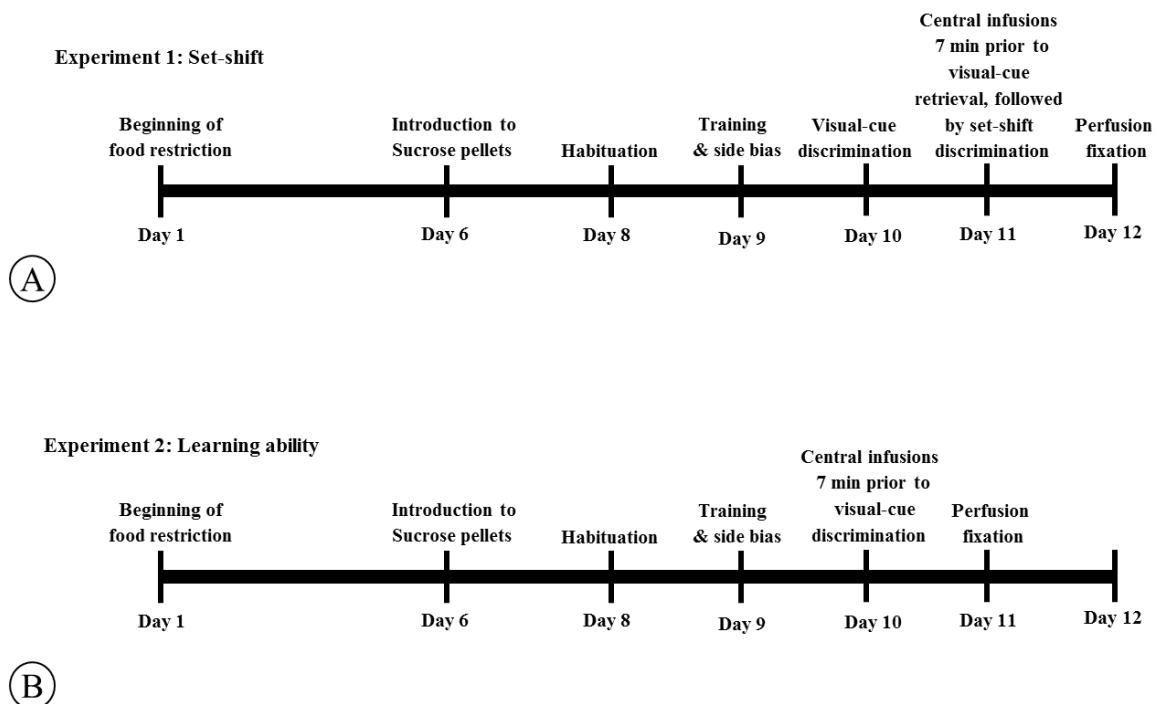 Experiment 1: Set-shift
Central infusions
7 min prior to
visual-cue
retrieval, followed
by set-shift
discrimination
Beginning of
food restriction
Introduction to
Sucrose pellets
Habituation
Training
& side bias
Visual-cue
discrimination
Perfusion
fixation
Day 1
Day 6
Day 8
Day 9
Day 10
Day 11
Day 12
A
Experiment 2: Learning ability
Beginning of
food restriction
Introduction to
Sucrose pellets
Habituation
Training
& side bias
Central infusions
7 min prior to
visual-cue
discrimination
Perfusion
fixation
Day 1
Day 6
Day 8
Day 9
Day 10
Day 11
Day 12
B